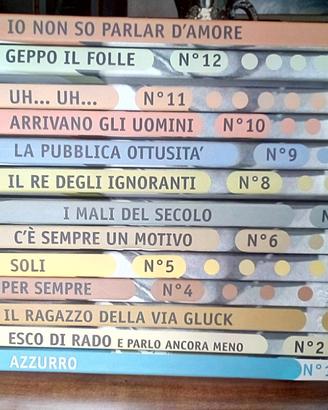 IO NON SO PARLAR D'AMORE
GEPPO IL FOLLE N°12
UH... UH... N°11
ARRIVANO GLI UOMINI N°10
LA PUBBLICA OTTUSITA' N°9
IL RE DEGLI IGNORANTI N°8
I MALI DEL SECOLO
C'È SEMPRE UN MOTIVO N°6
SOLI N°5
PER SEMPRE N°4
IL RAGAZZO DELLA VIA GLUCK
ESCO DI RADO E PARLO ANCORA MENO N°2
AZZURRO N°1